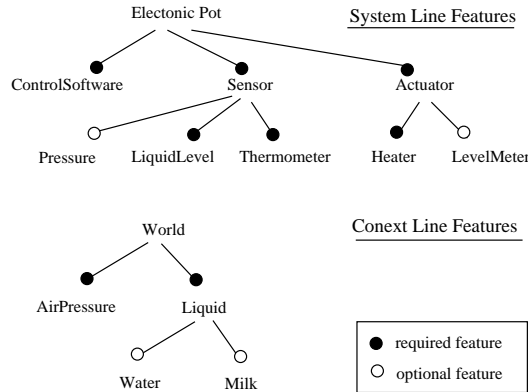 Electonic Pot
System Line Features
ControlSoftware
Sensor
Actuator
Pressure
LiquidLevel
Thermometer
Heater
LevelMeter
Conext Line Features
World
AirPressure
Liquid
Water
Milk
required feature
optional feature